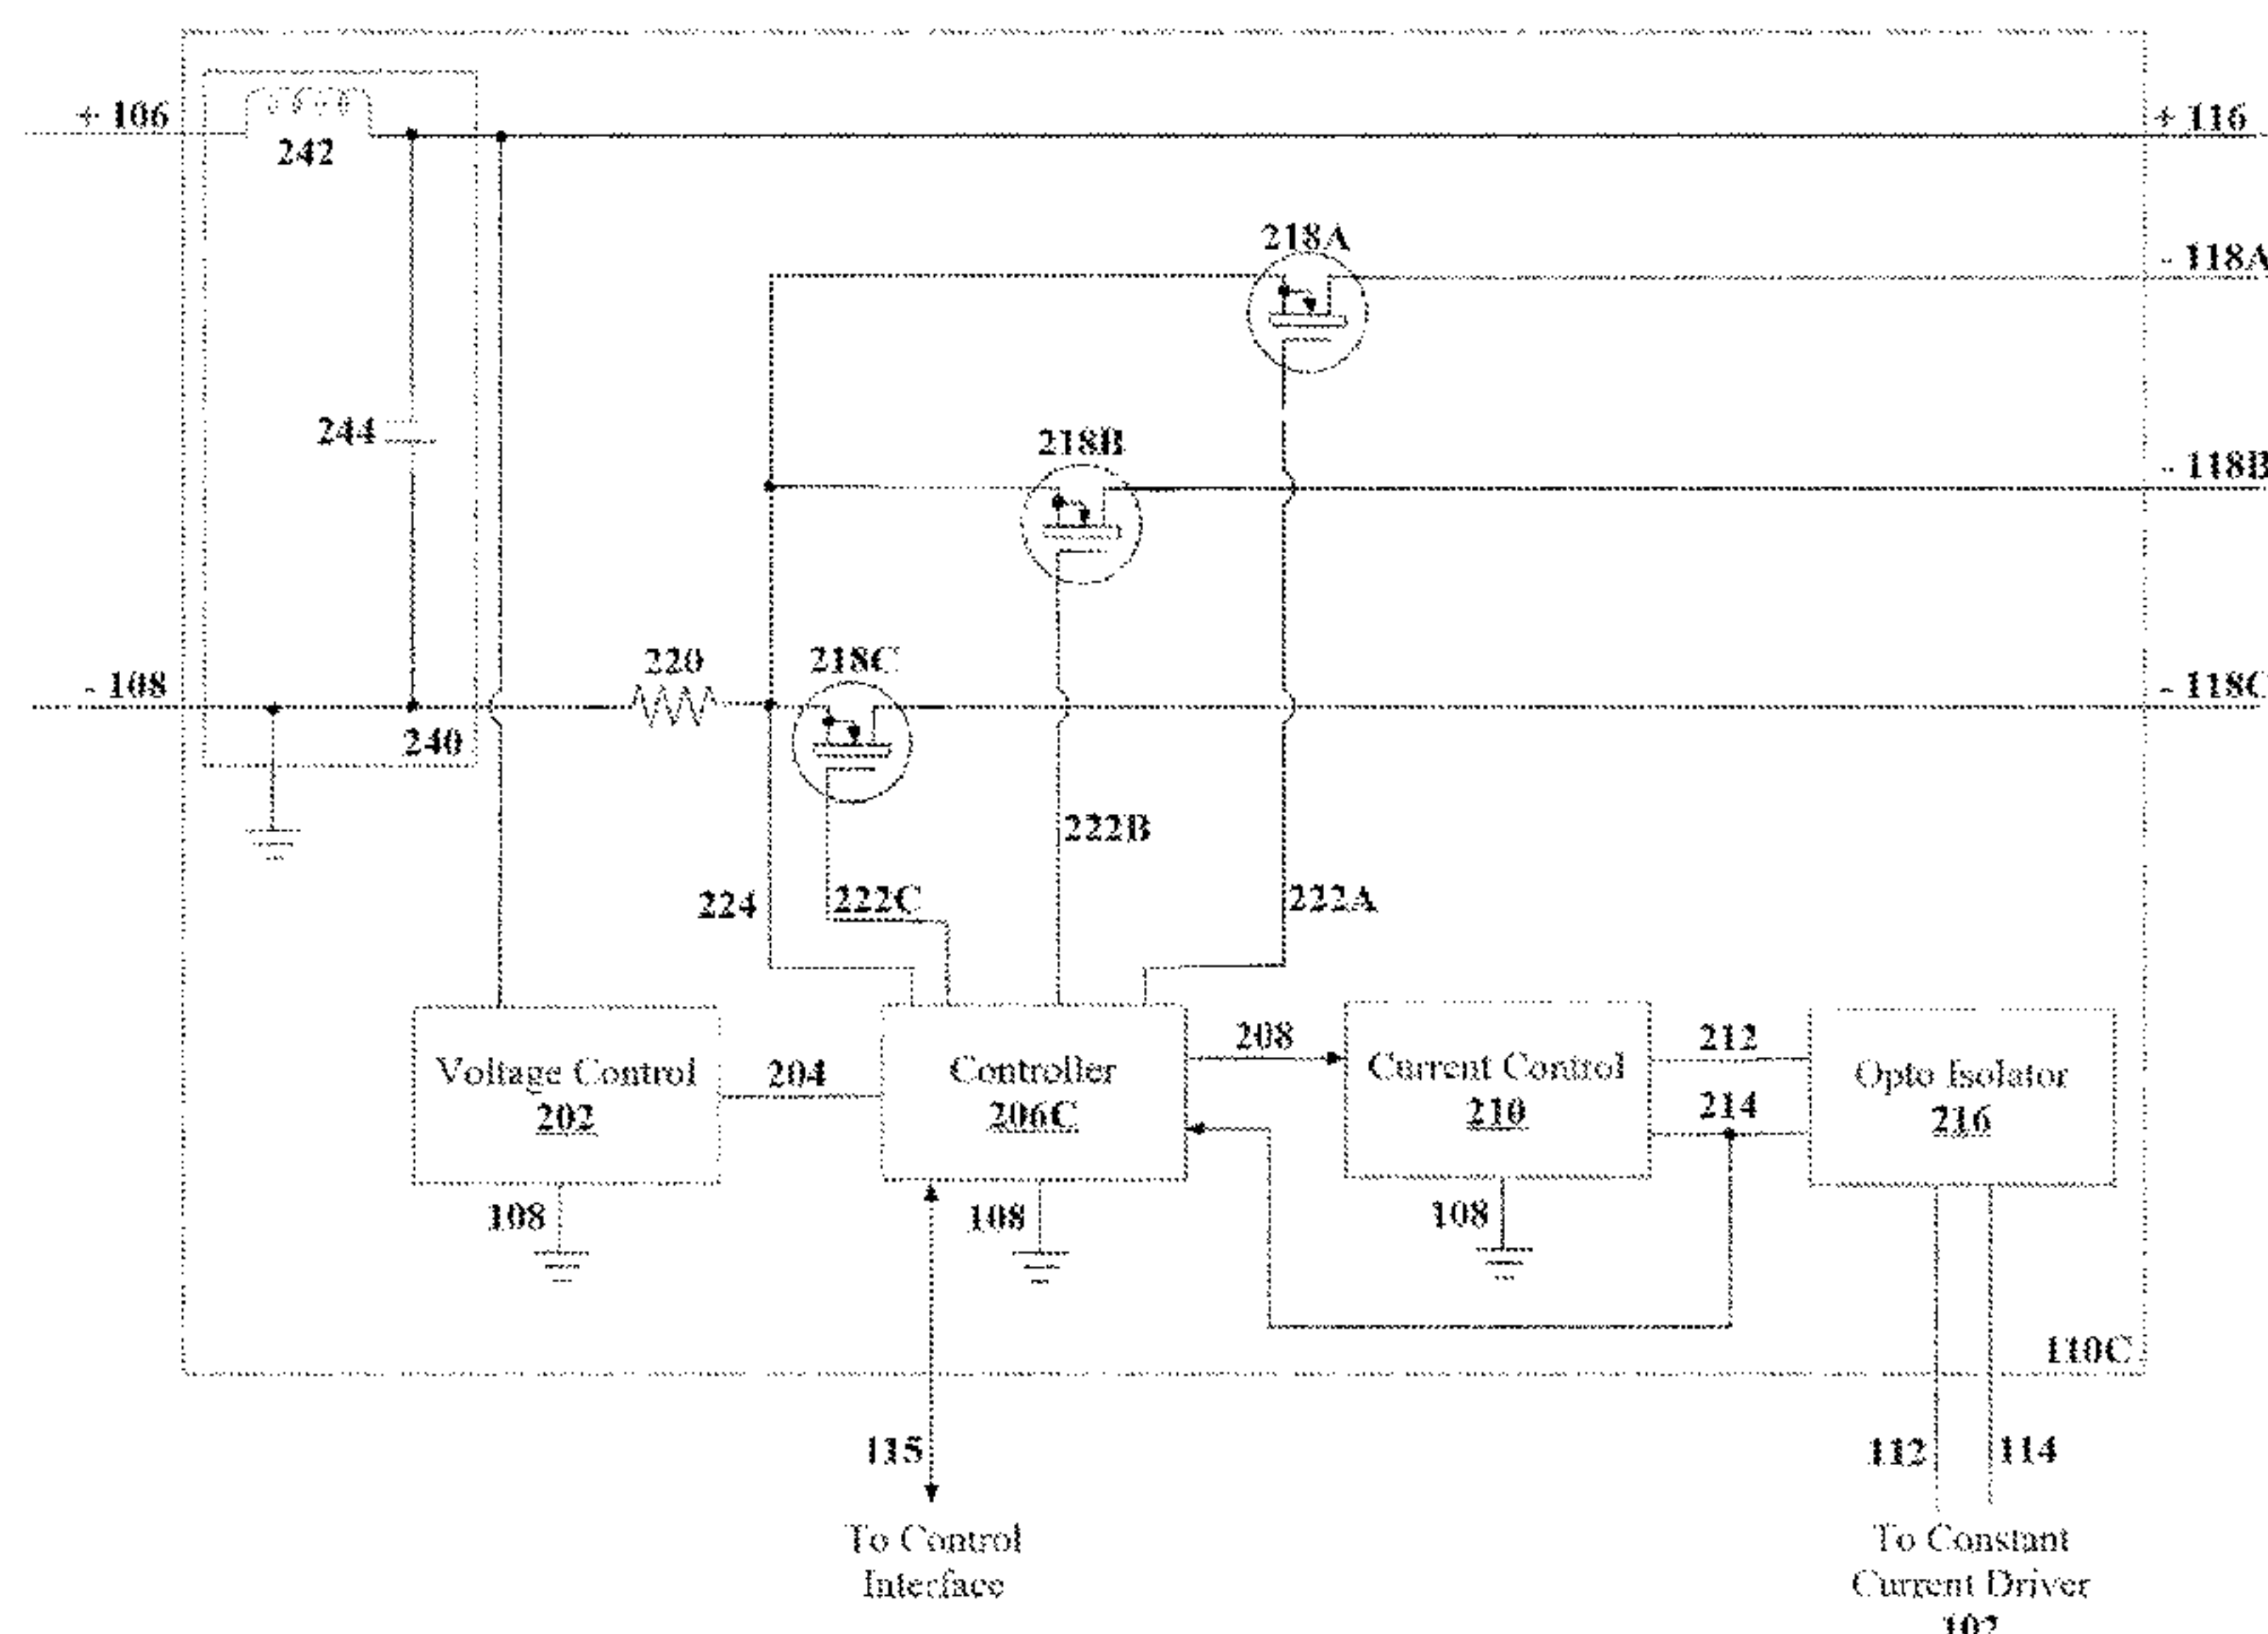 + 106
242
+ 116
218A
- 118A
244
218B
- 118B
- 108
220
218C
- 118C
240
222B
224
222C
222A
208
212
Voltage Control
202
204
Controller
206C
Current Control
210
214
Opto Isolator
216
108
108
108
110C
115
112
114
To Control
Interface
To Constant
Current Driver
102